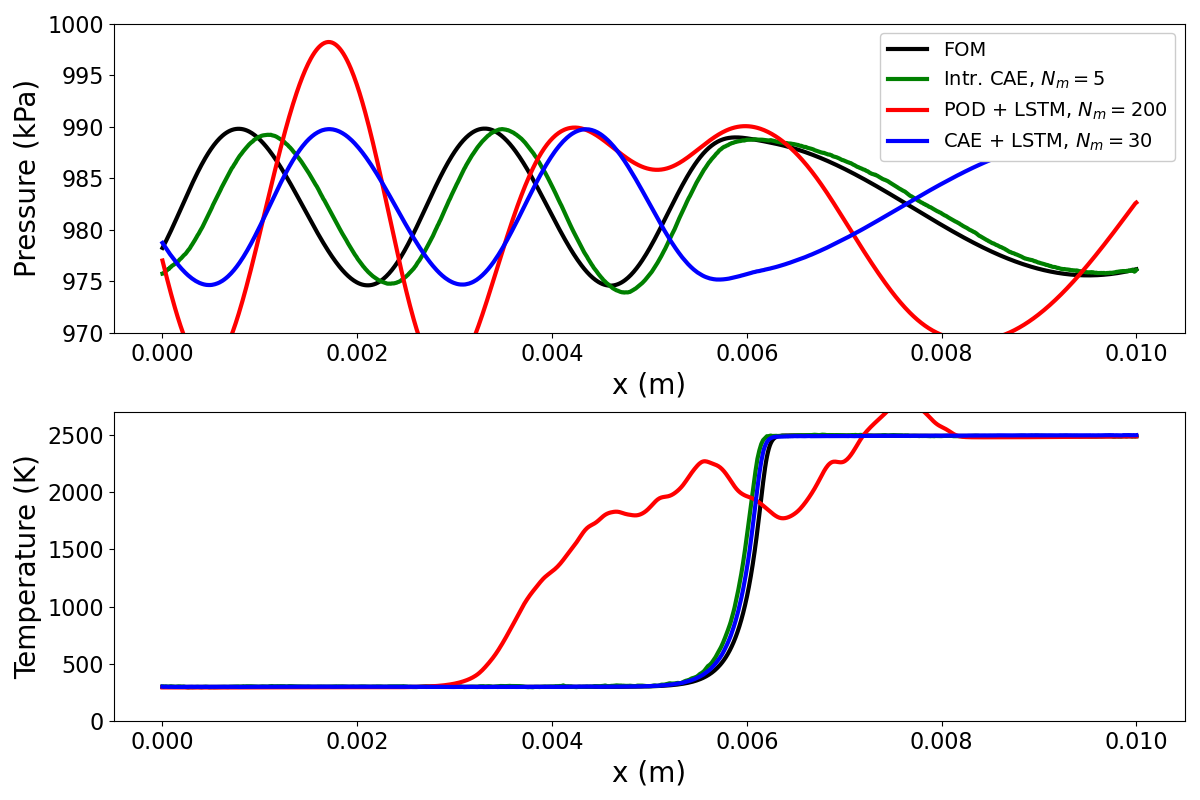 1000
995
990
985
980
975
970
Pressure (kPa)
FOM
Intr. CAE, N_m = 5
POD + LSTM, N_m = 200
CAE + LSTM, N_m = 30
0.000 0.002 0.004 0.006 0.008 0.010
x (m)
2500
2000
1500
1000
500
0
Temperature (K)
0.000 0.002 0.004 0.006 0.008 0.010
x (m)